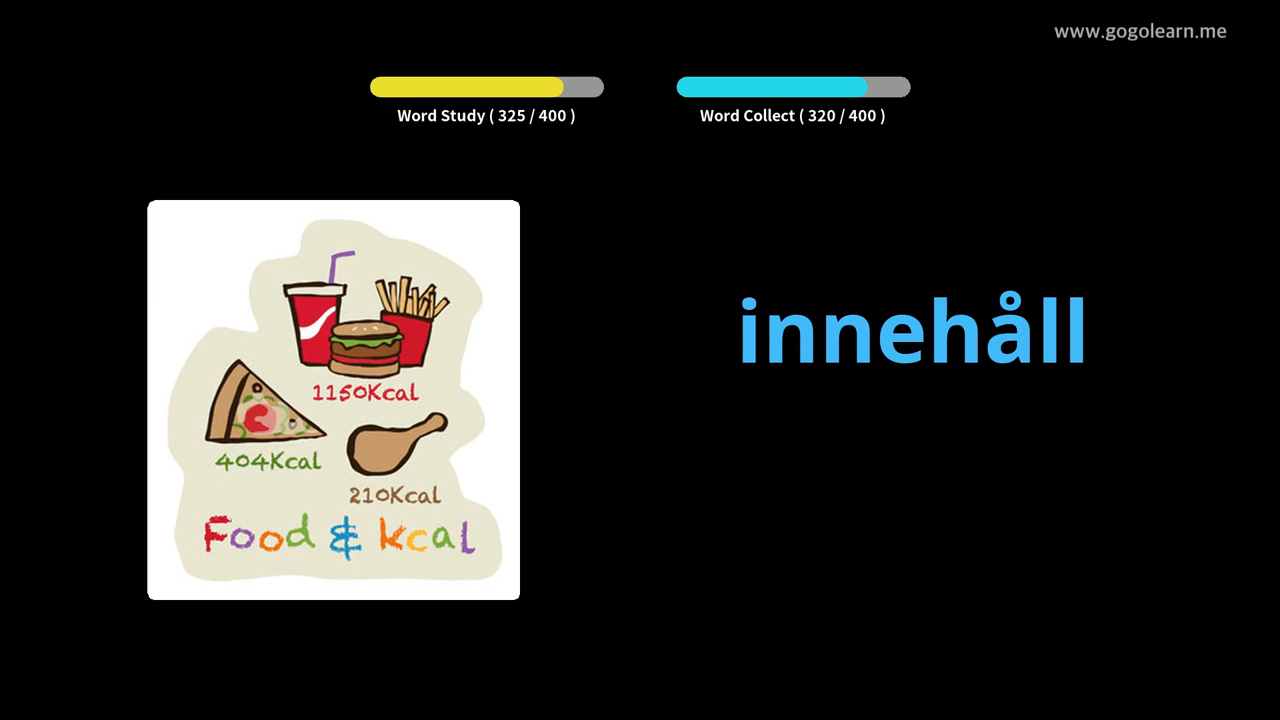 www.gogolearn.me
Word Study ( 325 / 400 )
Word Collect ( 320 / 400 )
innehåll
1150Kcal
404Kcal
210Kcal
Food & kcal